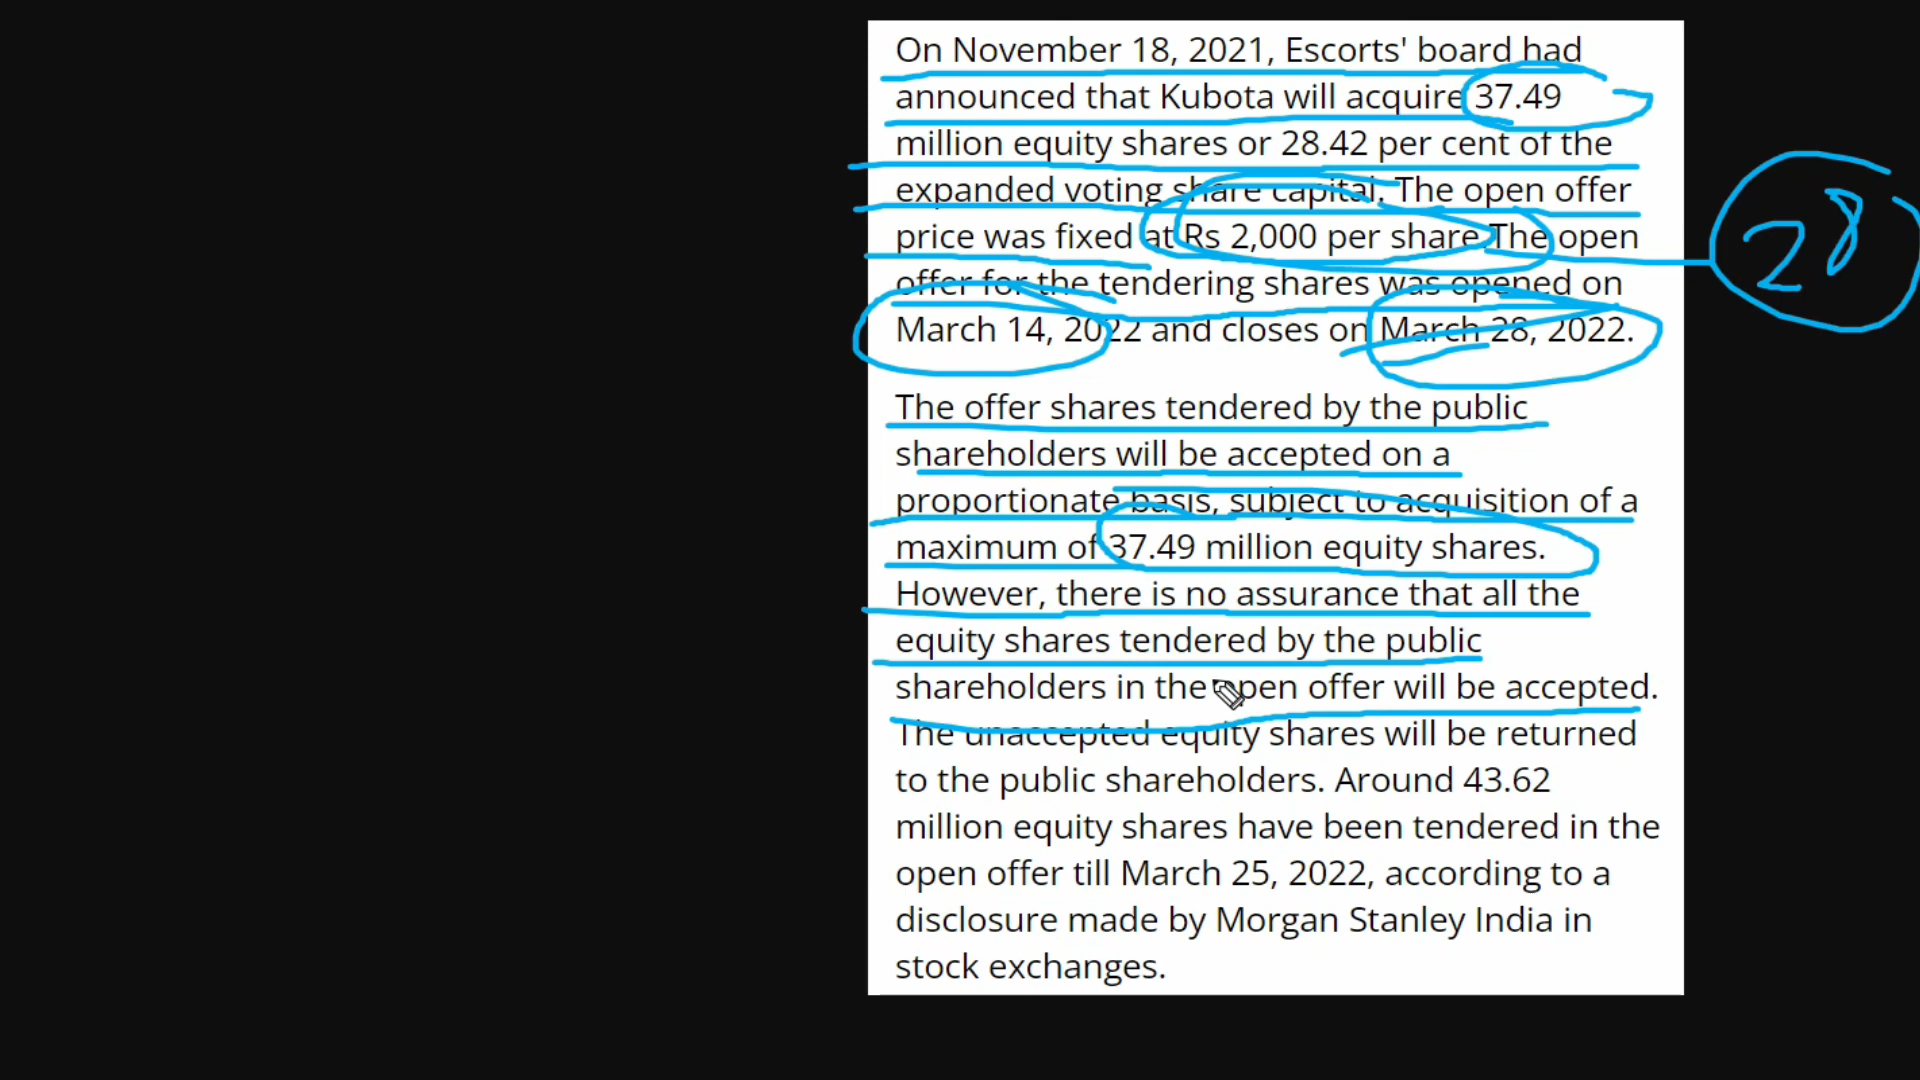 On November 18, 2021, Escorts' board had
announced that Kubota will acquire 37.49
million equity shares or 28.42 per cent of the
expanded voting share capital. The open offer
price was fixed at Rs 2,000 per share. The open
offer for the tendering shares was opened on
March 14, 2022 and closes on March 28, 2022.
28
The offer shares tendered by the public
shareholders will be accepted on a
proportionate basis, subject to acquisition of a
maximum of 37.49 million equity shares.
However, there is no assurance that all the
equity shares tendered by the public
shareholders in the open offer will be accepted.
The unaccepted equity shares will be returned
to the public shareholders. Around 43.62
million equity shares have been tendered in the
open offer till March 25, 2022, according to a
disclosure made by Morgan Stanley India in
stock exchanges.